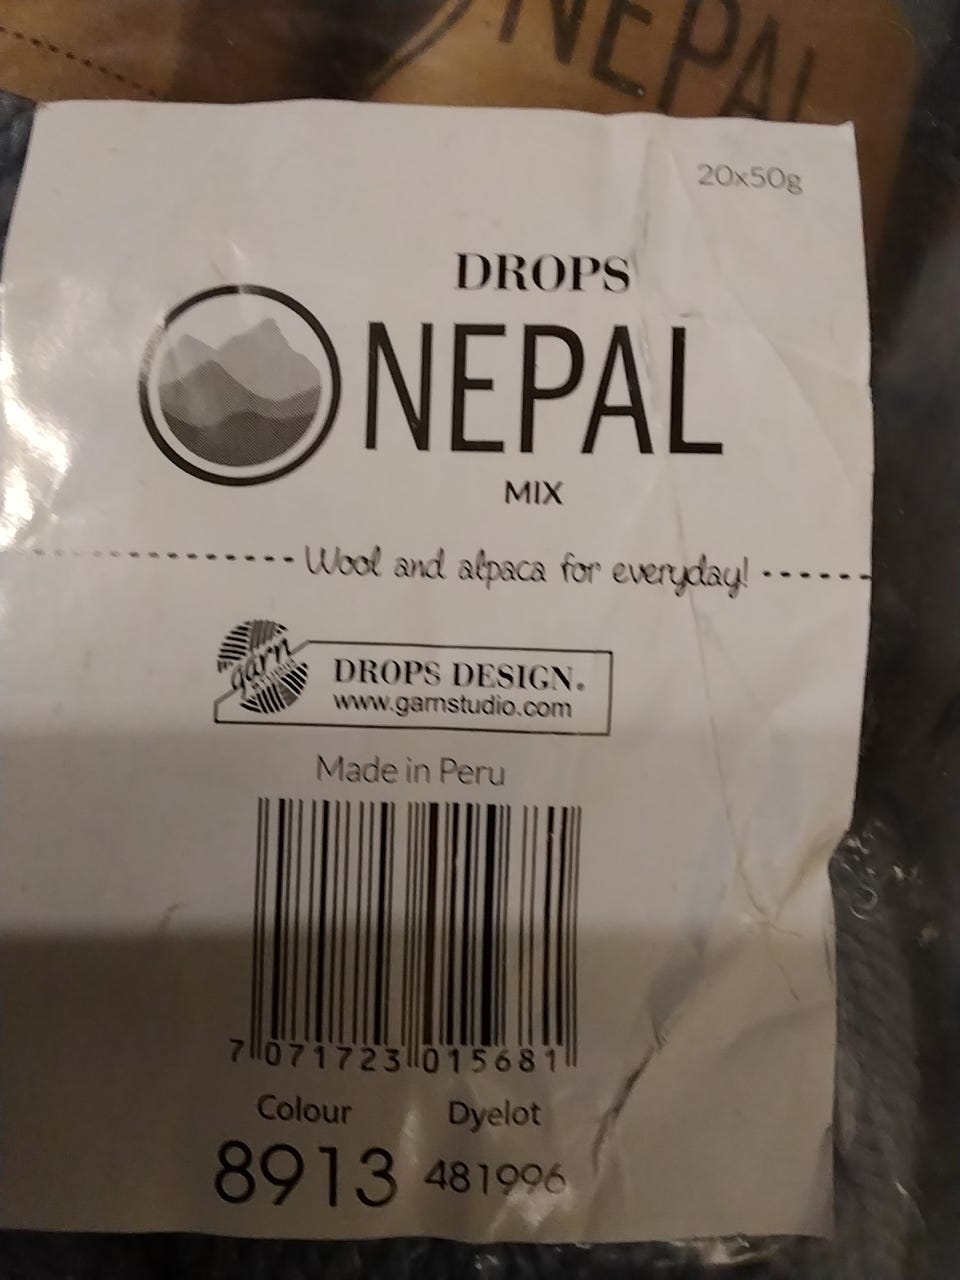 NEPAL
20x50g
DROPS
NEPAL
MIX
Wool and alpaca for everyday!
garn
DROPS DESIGN®
www.garnstudio.com
Made in Peru
7 071723 015681
Colour Dyelot
8913 481996